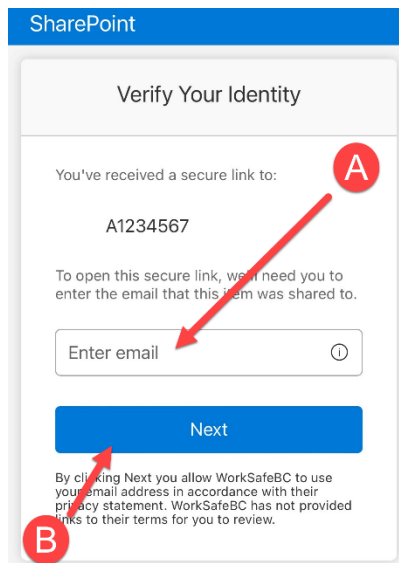 SharePoint
Verify Your Identity
You've received a secure link to:
A
A1234567
To open this secure link, we'll need you to
enter the email that this item was shared to.
Enter email
Next
By clicking Next you allow WorkSafeBC to use
your email address in accordance with their
privacy statement. WorkSafeBC has not provided
links to their terms for you to review.
B